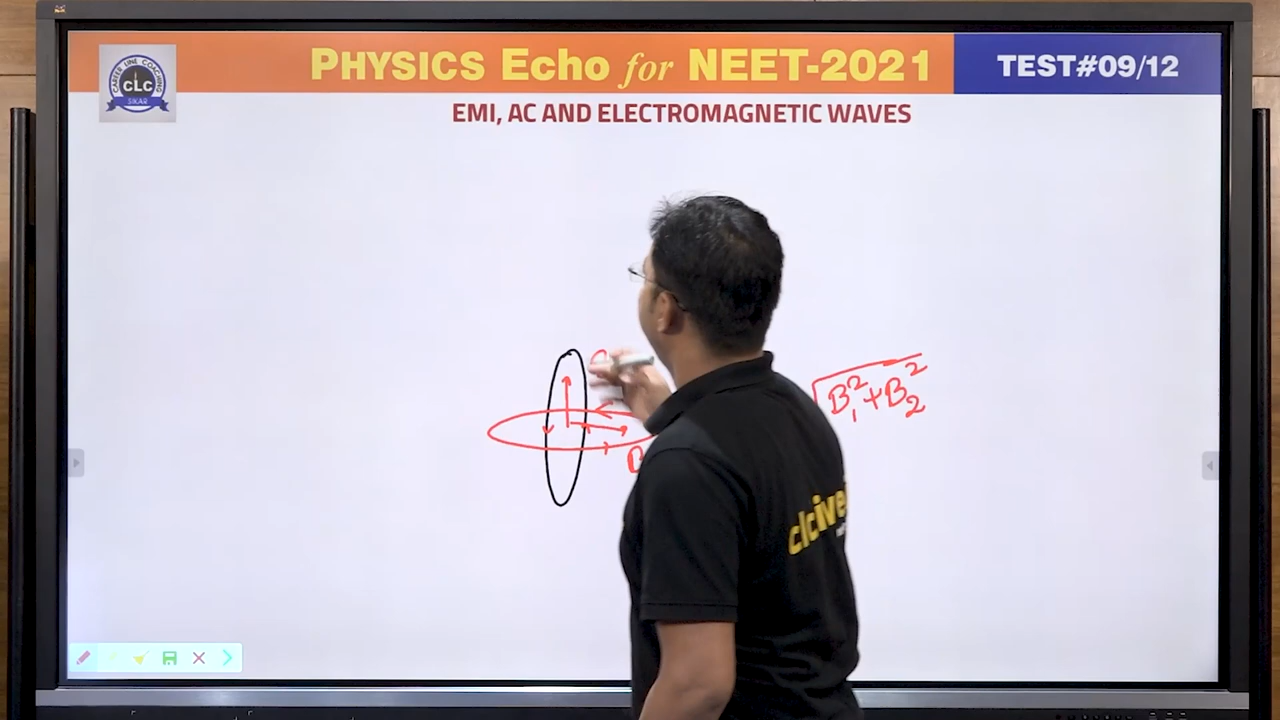 PHYSICS Echo for NEET-2021
TEST#09/12
CAREER LINE COACHING
CLC
SIKAR
EMI, AC AND ELECTROMAGNETIC WAVES
√B₁²+B₂²
B
clclive